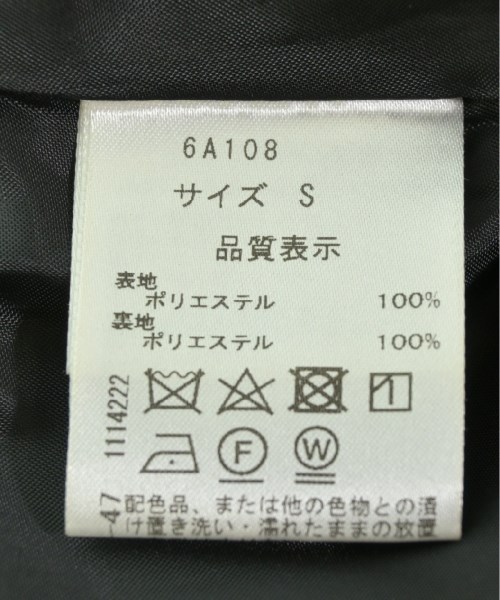 6A108
サイズ S
品質表示
表地
ポリエステル 100%
裏地
ポリエステル 100%
1
F W
1114222
47
配色品、または他の色物との漬
け置き洗い・濡れたままの放置